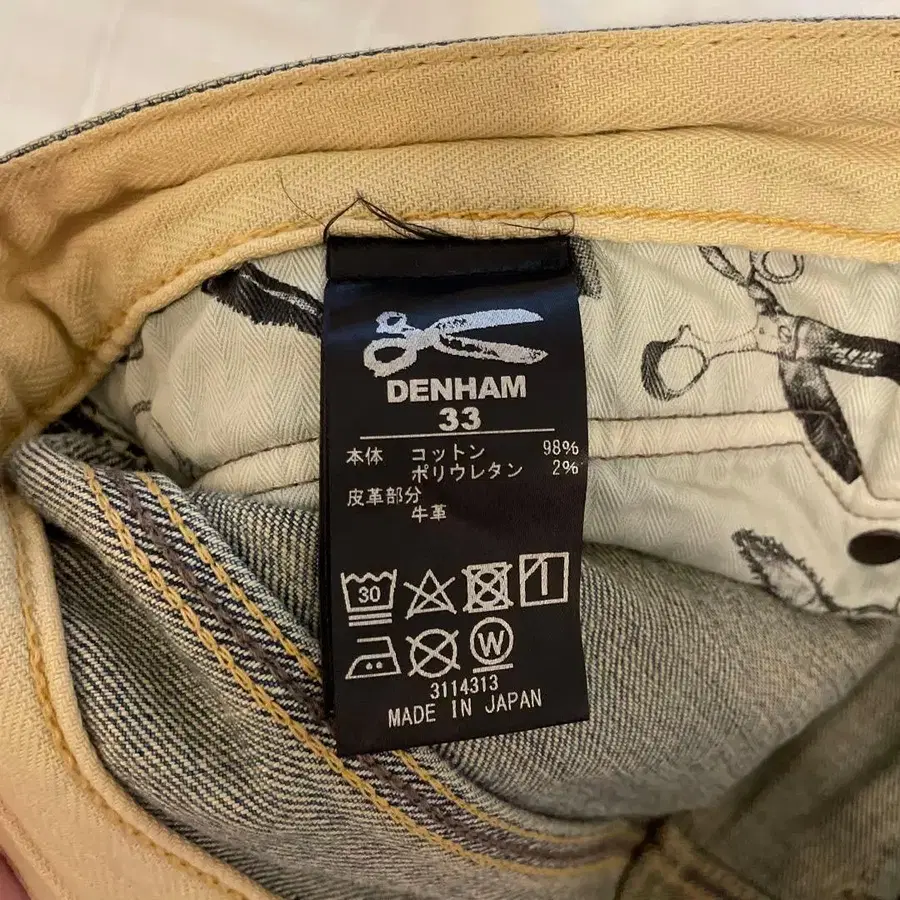 DENHAM
33
本体 コットン 98%
ポリウレタン 2%
皮革部分
牛革
30
W
3114313
MADE IN JAPAN